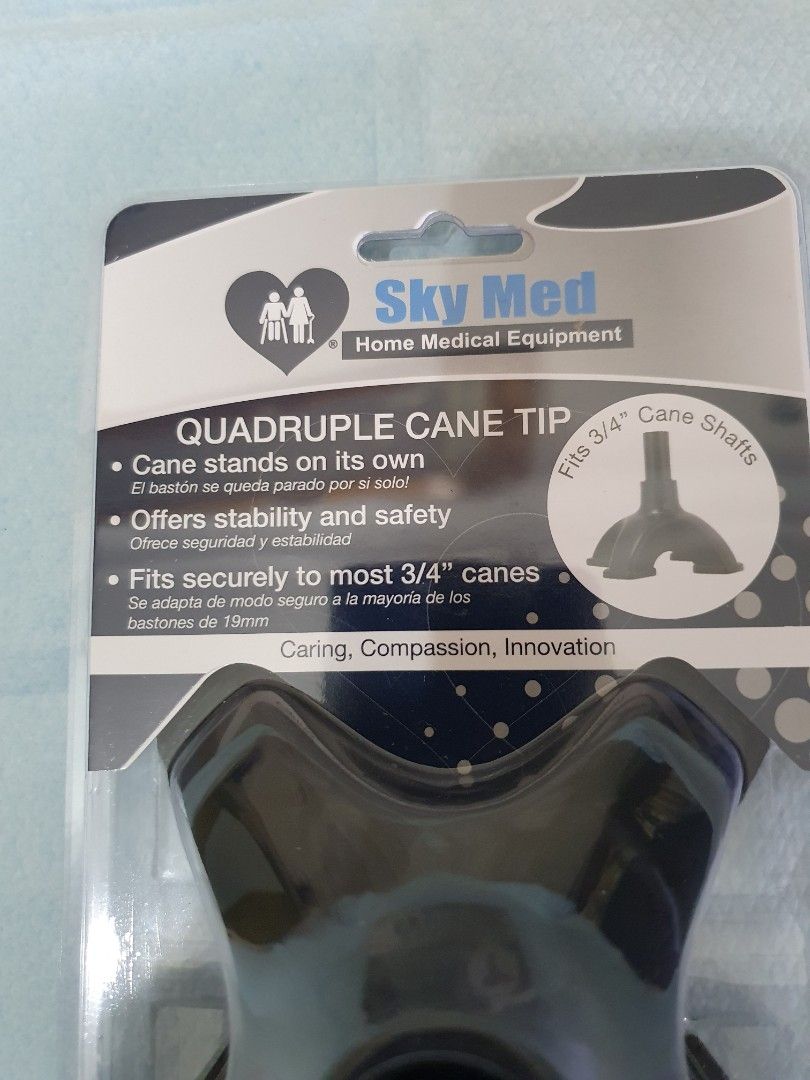 Sky Med
® Home Medical Equipment
QUADRUPLE CANE TIP
• Cane stands on its own
El bastón se queda parado por si solo!
• Offers stability and safety
Ofrece seguridad y estabilidad
• Fits securely to most 3/4” canes
Se adapta de modo seguro a la mayoría de los
bastones de 19mm
Fits 3/4” Cane Shafts
Caring, Compassion, Innovation